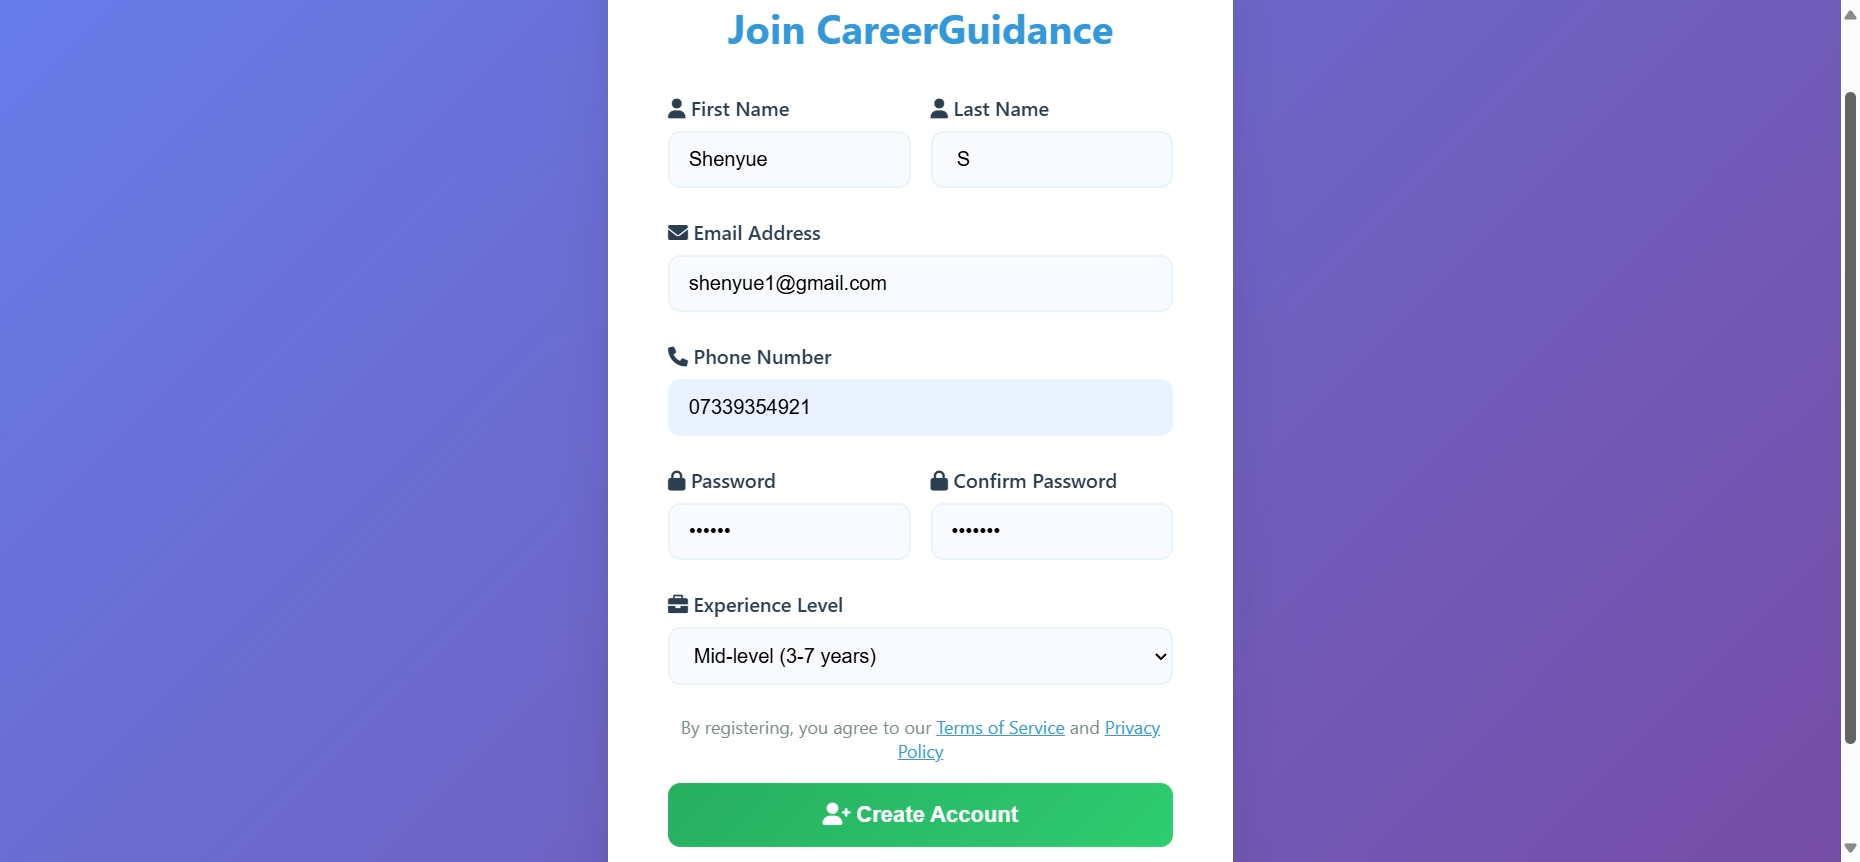 Join CareerGuidance
First Name
Last Name
Shenyue
S
Email Address
shenyue1@gmail.com
Phone Number
07339354921
Password
Confirm Password
••••••
•••••••
Experience Level
Mid-level (3-7 years)
By registering, you agree to our Terms of Service and Privacy
Policy
Create Account